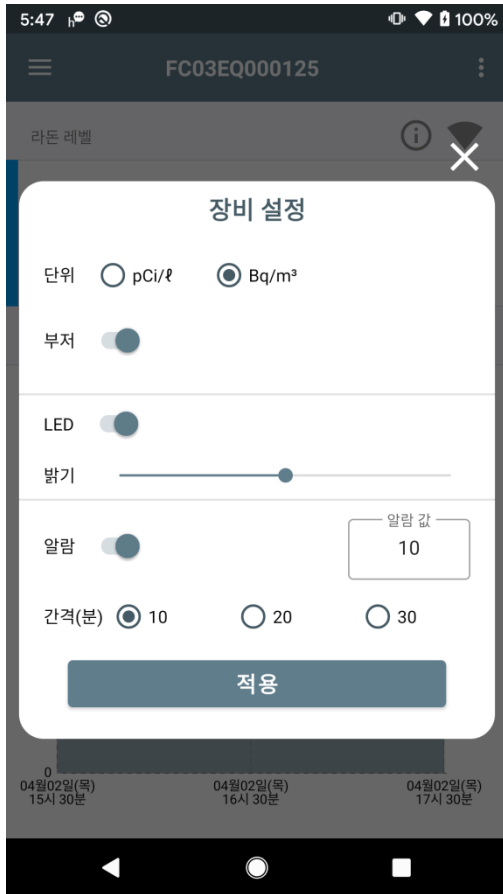 5:47 100%
FC03EQ000125
라돈 레벨
장비 설정
단위 pCi/ℓ Bq/m³
부저
LED
밝기
알람 알람 값
10
간격(분) 10 20 30
적용
0
04월02일(목) 04월02일(목) 04월02일(목)
15시 30분 16시 30분 17시 30분